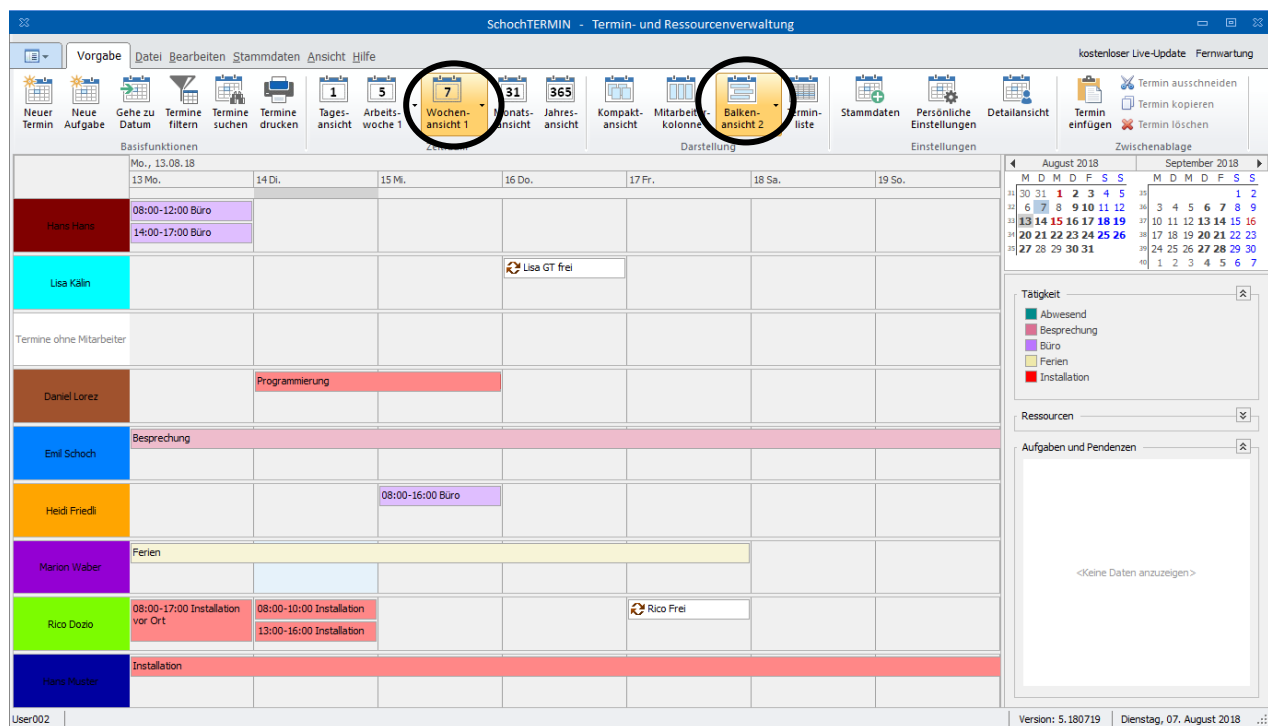 SchochTERMIN - Termin- und Ressourcenverwaltung
Vorgabe Datei Bearbeiten Stammdaten Ansicht Hilfe kostenloser Live-Update Fernwartung
Neuer Termin
Neue Aufgabe
Gehe zu Datum
Termine filtern
Termine suchen
Termine drucken
Basisfunktionen
1 Tages-ansicht
5 Arbeits-woche 1
7 Wochen-ansicht 1
31 Monats-ansicht
365 Jahres-ansicht
Zeitraum
Kompakt-ansicht
Mitarbeiter-kolonne
Balken-ansicht 2
Termin-liste
Darstellung
Stammdaten
Persönliche Einstellungen
Detailansicht
Einstellungen
Termin einfügen
Termin ausschneiden
Termin kopieren
Termin löschen
Zwischenablage
Mo., 13.08.18
13 Mo. 14 Di. 15 Mi. 16 Do. 17 Fr. 18 Sa. 19 So.
Hans Hans
08:00-12:00 Büro
14:00-17:00 Büro
Lisa Kälin
Lisa GT frei
Termine ohne Mitarbeiter
Daniel Lorez
Programmierung
Emil Schoch
Besprechung
Heidi Friedli
08:00-16:00 Büro
Marion Waber
Ferien
Rico Dozio
08:00-17:00 Installation
vor Ort
08:00-10:00 Installation
13:00-16:00 Installation
Rico Frei
Hans Muster
Installation
August 2018
M D M D F S S
31 30 31 1 2 3 4 5
32 6 7 8 9 10 11 12
33 13 14 15 16 17 18 19
34 20 21 22 23 24 25 26
35 27 28 29 30 31
September 2018
M D M D F S S
35 1 2
36 3 4 5 6 7 8 9
37 10 11 12 13 14 15 16
38 17 18 19 20 21 22 23
39 24 25 26 27 28 29 30
40 1 2 3 4 5 6 7
Tätigkeit
Abwesend
Besprechung
Büro
Ferien
Installation
Ressourcen
Aufgaben und Pendenzen
<Keine Daten anzuzeigen>
User002 Version: 5.180719 Dienstag, 07. August 2018